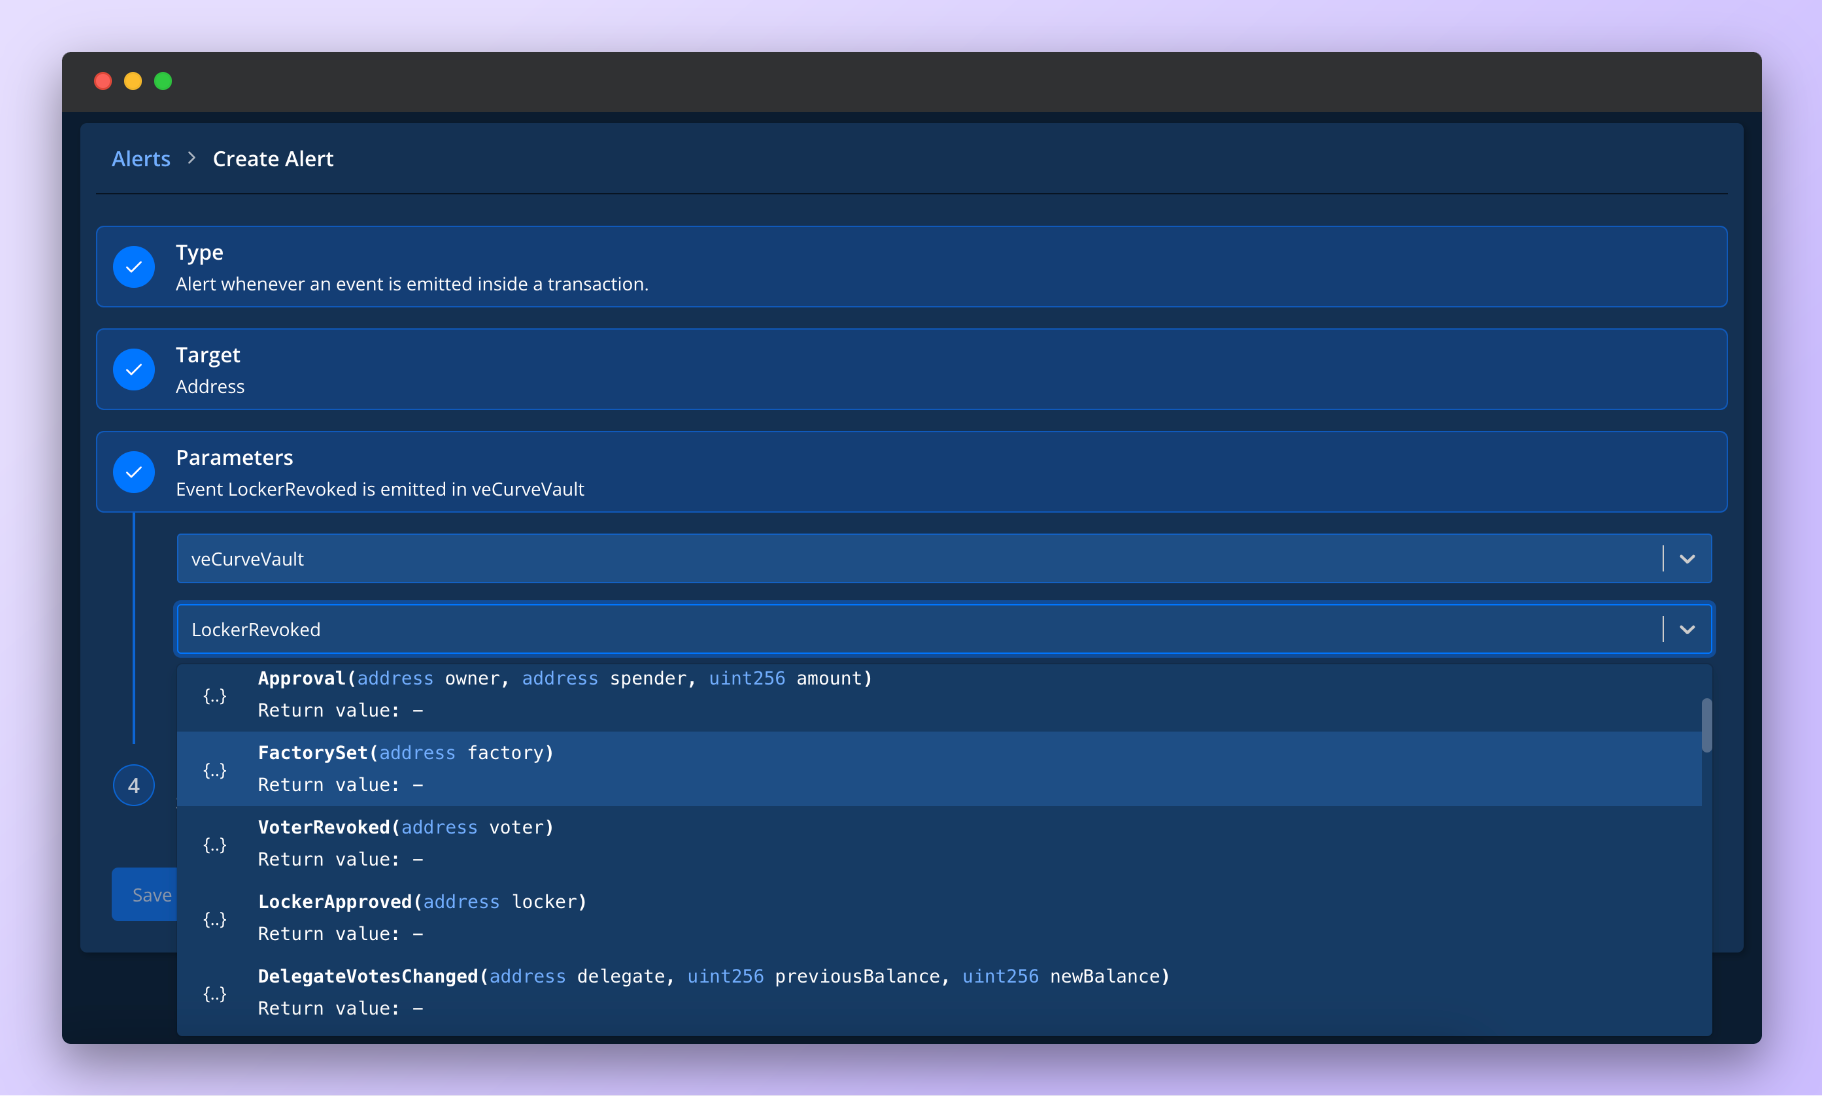 Alerts > Create Alert
Type
Alert whenever an event is emitted inside a transaction.
Target
Address
Parameters
Event LockerRevoked is emitted in veCurveVault
veCurveVault
LockerRevoked
Approval(address owner, address spender, uint256 amount)
{..}
Return value: –
FactorySet(address factory)
{..}
Return value: –
4
VoterRevoked(address voter)
{..}
Return value: –
Save
LockerApproved(address locker)
{..}
Return value: –
DelegateVotesChanged(address delegate, uint256 previousBalance, uint256 newBalance)
{..}
Return value: –